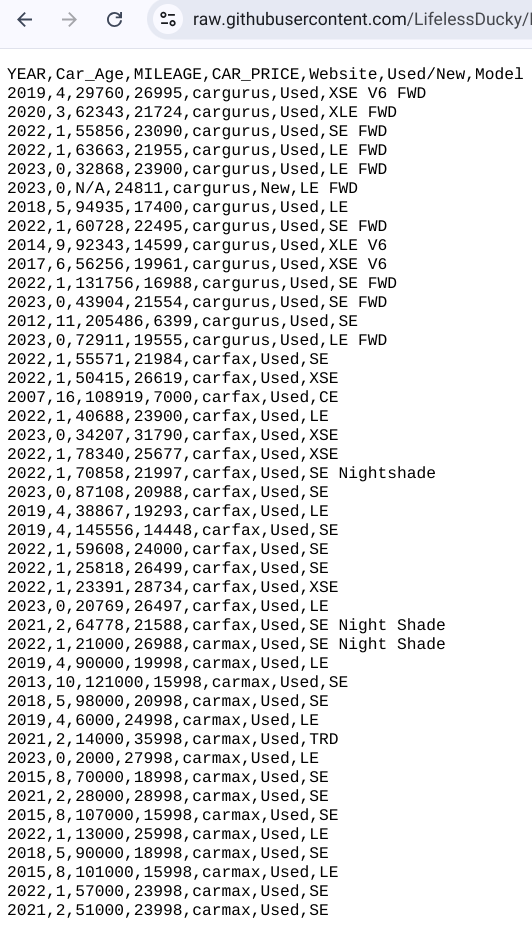 raw.githubusercontent.com/LifelessDucky/
YEAR,Car_Age,MILEAGE,CAR_PRICE,Website,Used/New,Model
2019,4,29760,26995,cargurus,Used,XSE V6 FWD
2020,3,62343,21724,cargurus,Used,XLE FWD
2022,1,55856,23090,cargurus,Used,SE FWD
2022,1,63663,21955,cargurus,Used,LE FWD
2023,0,32868,23900,cargurus,Used,LE FWD
2023,0,N/A,24811,cargurus,New,LE FWD
2018,5,94935,17400,cargurus,Used,LE
2022,1,60728,22495,cargurus,Used,SE FWD
2014,9,92343,14599,cargurus,Used,XLE V6
2017,6,56256,19961,cargurus,Used,XSE V6
2022,1,131756,16988,cargurus,Used,SE FWD
2023,0,43904,21554,cargurus,Used,SE FWD
2012,11,205486,6399,cargurus,Used,SE
2023,0,72911,19555,cargurus,Used,LE FWD
2022,1,55571,21984,carfax,Used,SE
2022,1,50415,26619,carfax,Used,XSE
2007,16,108919,7000,carfax,Used,CE
2022,1,40688,23900,carfax,Used,LE
2023,0,34207,31790,carfax,Used,XSE
2022,1,78340,25677,carfax,Used,XSE
2022,1,70858,21997,carfax,Used,SE Nightshade
2023,0,87108,20988,carfax,Used,SE
2019,4,38867,19293,carfax,Used,LE
2019,4,145556,14448,carfax,Used,SE
2022,1,59608,24000,carfax,Used,SE
2022,1,25818,26499,carfax,Used,SE
2022,1,23391,28734,carfax,Used,XSE
2023,0,20769,26497,carfax,Used,LE
2021,2,64778,21588,carfax,Used,SE Night Shade
2022,1,21000,26988,carmax,Used,SE Night Shade
2019,4,90000,19998,carmax,Used,LE
2013,10,121000,15998,carmax,Used,SE
2018,5,98000,20998,carmax,Used,SE
2019,4,6000,24998,carmax,Used,LE
2021,2,14000,35998,carmax,Used,TRD
2023,0,2000,27998,carmax,Used,LE
2015,8,70000,18998,carmax,Used,SE
2021,2,28000,28998,carmax,Used,SE
2015,8,107000,15998,carmax,Used,SE
2022,1,13000,25998,carmax,Used,LE
2018,5,90000,18998,carmax,Used,SE
2015,8,101000,15998,carmax,Used,LE
2022,1,57000,23998,carmax,Used,SE
2021,2,51000,23998,carmax,Used,SE